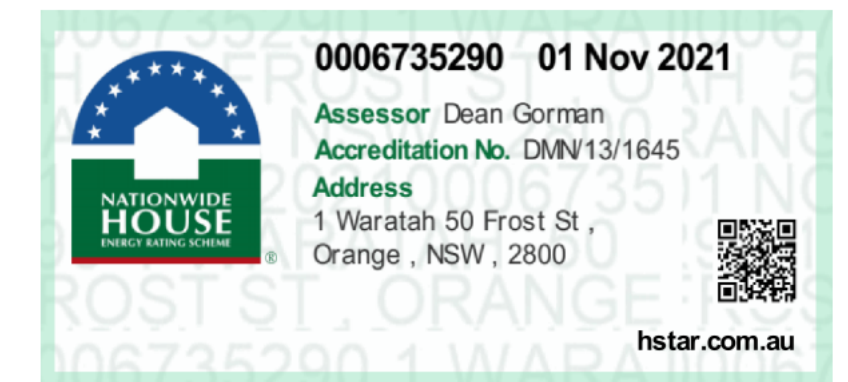 0006735290 01 Nov 2021
Assessor Dean Gorman
Accreditation No. DMN/13/1645
Address
1 Waratah 50 Frost St ,
Orange , NSW , 2800
NATIONWIDE
HOUSE
ENERGY RATING SCHEME
®
hstar.com.au